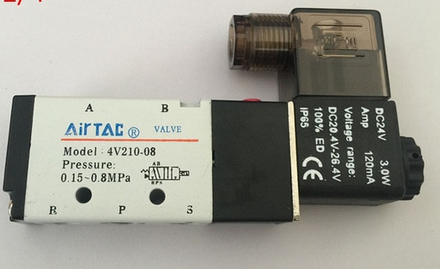 A B
AirTAC ® VALVE
Model: 4V210-08
Pressure:
0.15~0.8MPa
A B
R P S
R P S
DC24V 3.0W
Amp 120mA
Voltage range:
DC20.4V-26.4V
100% ED CE
IP65